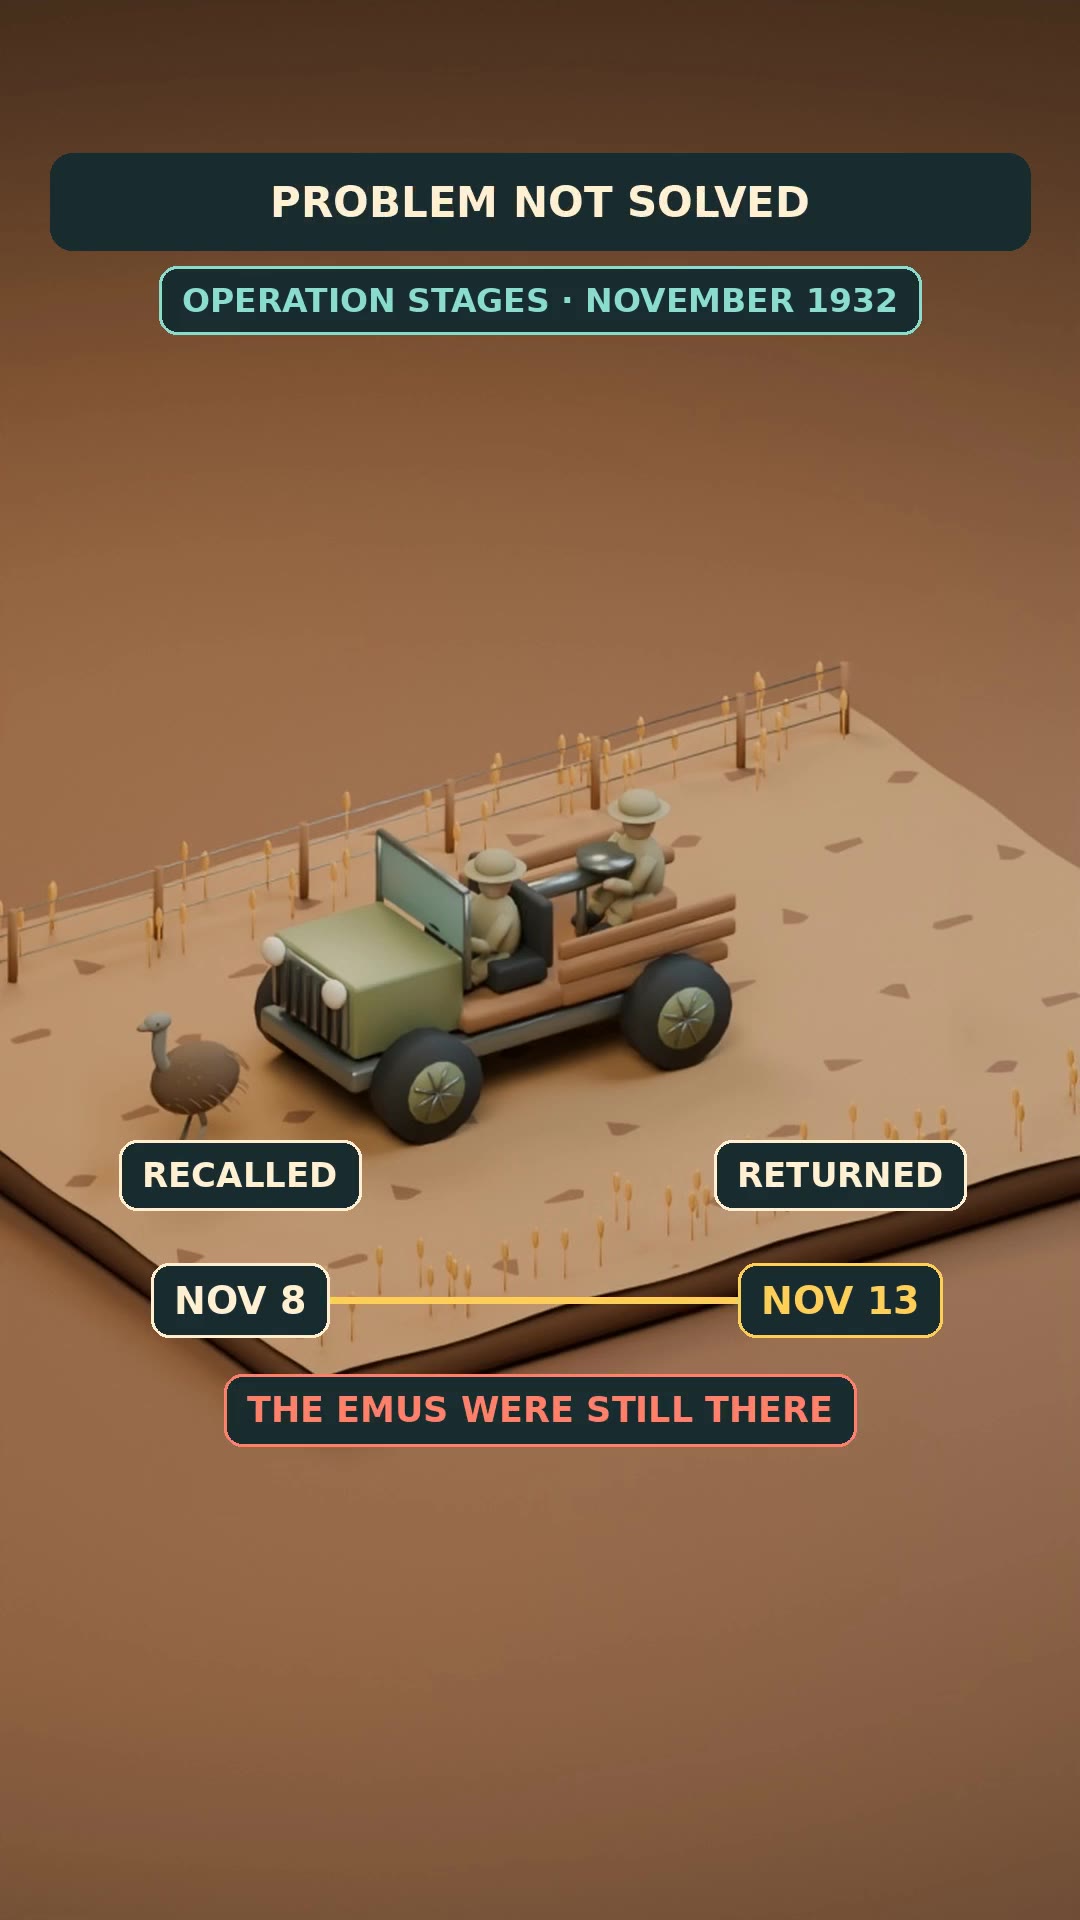 PROBLEM NOT SOLVED
OPERATION STAGES · NOVEMBER 1932
RECALLED
RETURNED
NOV 8
NOV 13
THE EMUS WERE STILL THERE